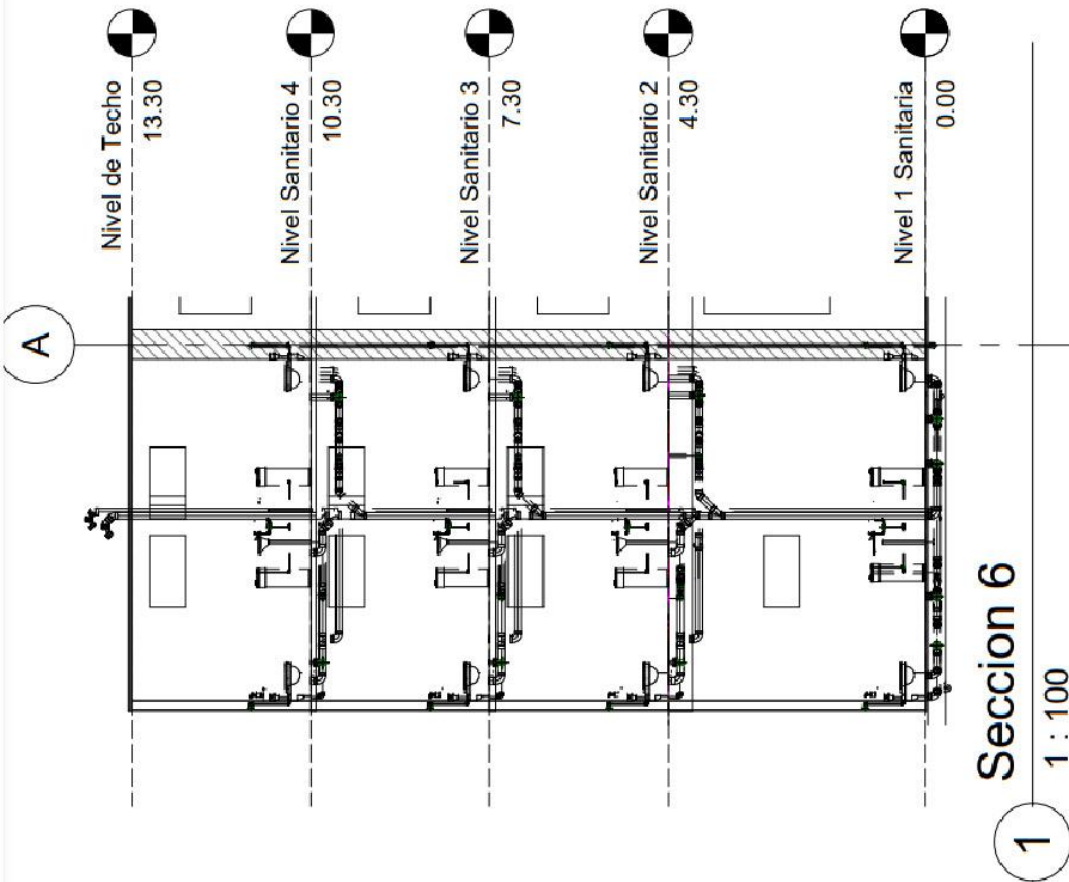 A
Nivel de Techo
13.30
Nivel Sanitario 4
10.30
Nivel Sanitario 3
7.30
Nivel Sanitario 2
4.30
Nivel 1 Sanitaria
0.00
1
Seccion 6
1 : 100